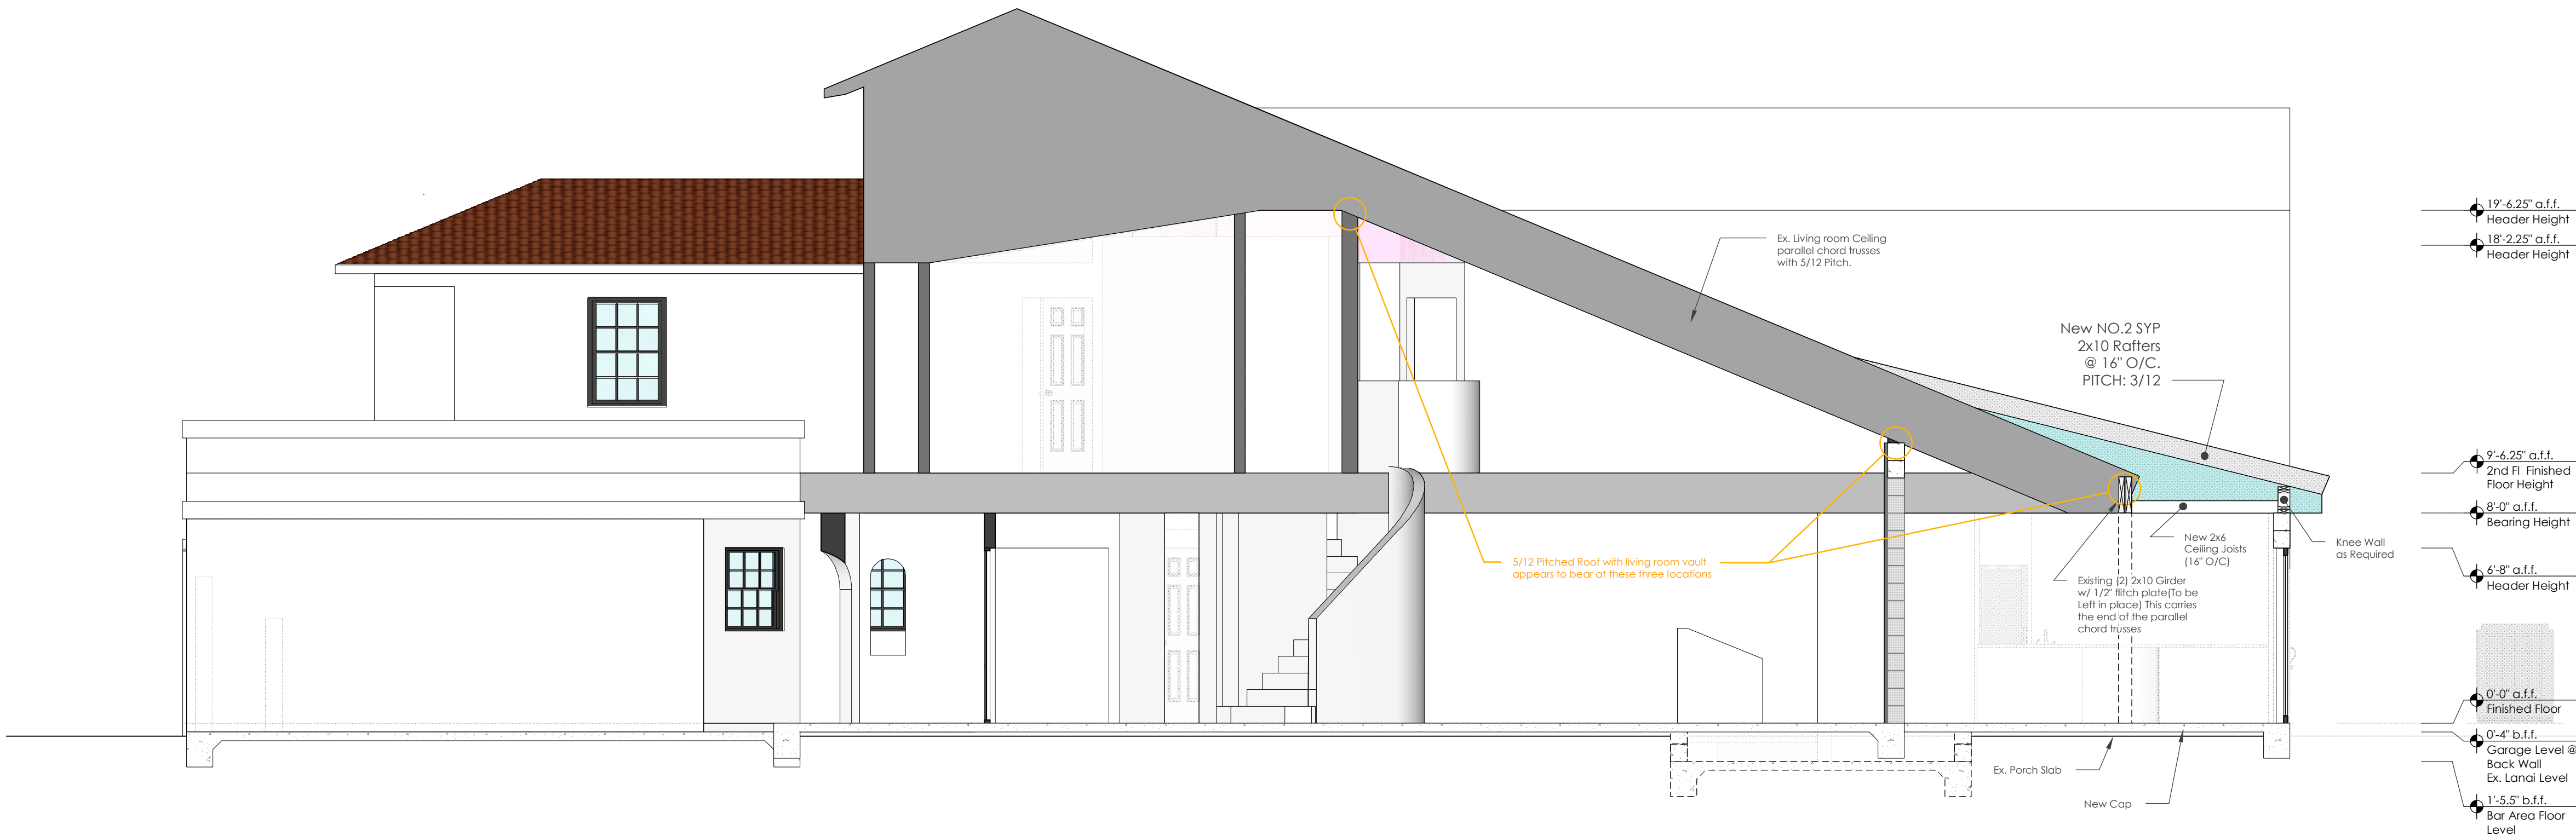 Ex. Living room Ceiling
parallel chord trusses
with 5/12 Pitch.
New NO.2 SYP
2x10 Rafters
@ 16" O/C.
PITCH: 3/12
5/12 Pitched Roof with living room vault
appears to bear at these three locations
New 2x6
Ceiling Joists
(16" O/C)
Knee Wall
as Required
Existing (2) 2x10 Girder
w/ 1/2" flitch plate(To be
Left in place) This carries
the end of the parallel
chord trusses
Ex. Porch Slab
New Cap
19'-6.25" a.f.f.
Header Height
18'-2.25" a.f.f.
Header Height
9'-6.25" a.f.f.
2nd Fl Finished
Floor Height
8'-0" a.f.f.
Bearing Height
6'-8" a.f.f.
Header Height
0'-0" a.f.f.
Finished Floor
0'-4" b.f.f.
Garage Level @
Back Wall
Ex. Lanai Level
1'-5.5" b.f.f.
Bar Area Floor
Level